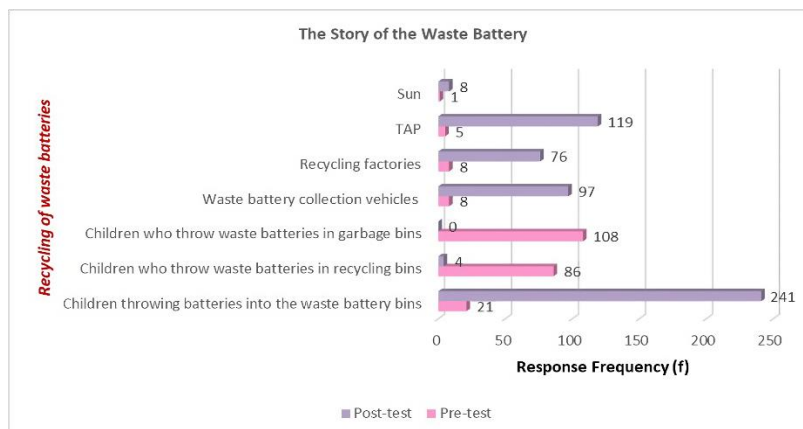 The Story of the Waste Battery
Recycling of waste batteries
Sun
8
1
TAP
119
5
Recycling factories
76
8
Waste battery collection vehicles
97
8
Children who throw waste batteries in garbage bins
0
108
Children who throw waste batteries in recycling bins
4
86
Children throwing batteries into the waste battery bins
241
21
0 50 100 150 200 250
Response Frequency (f)
Post-test Pre-test